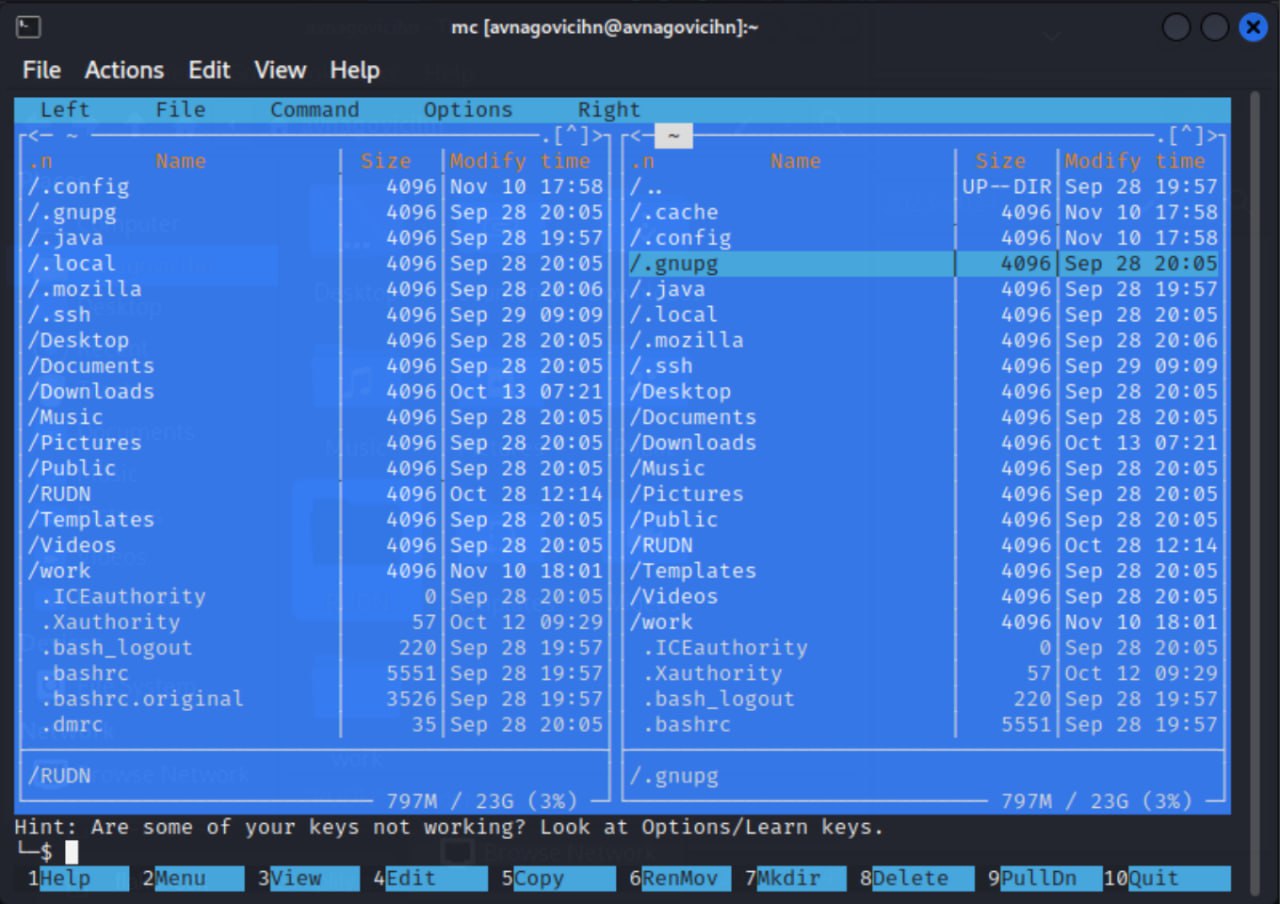 mc [avnagovicihn@avnagovicihn]:~
File Actions Edit View Help
Left File Command Options Right
<— ~ .[^]> <— ~ .[^]>
.n Name Size Modify time .n Name Size Modify time
/.config 4096 Nov 10 17:58 /.. UP--DIR Sep 28 19:57
/.gnupg 4096 Sep 28 20:05 /.cache 4096 Nov 10 17:58
/.java 4096 Sep 28 19:57 /.config 4096 Nov 10 17:58
/.local 4096 Sep 28 20:05 /.gnupg 4096 Sep 28 20:05
/.mozilla 4096 Sep 28 20:06 /.java 4096 Sep 28 19:57
/.ssh 4096 Sep 29 09:09 /.local 4096 Sep 28 20:05
/Desktop 4096 Sep 28 20:05 /.mozilla 4096 Sep 28 20:06
/Documents 4096 Sep 28 20:05 /.ssh 4096 Sep 29 09:09
/Downloads 4096 Oct 13 07:21 /Desktop 4096 Sep 28 20:05
/Music 4096 Sep 28 20:05 /Documents 4096 Sep 28 20:05
/Pictures 4096 Sep 28 20:05 /Downloads 4096 Oct 13 07:21
/Public 4096 Sep 28 20:05 /Music 4096 Sep 28 20:05
/RUDN 4096 Oct 28 12:14 /Pictures 4096 Sep 28 20:05
/Templates 4096 Sep 28 20:05 /Public 4096 Sep 28 20:05
/Videos 4096 Sep 28 20:05 /RUDN 4096 Oct 28 12:14
/work 4096 Nov 10 18:01 /Templates 4096 Sep 28 20:05
.ICEauthority 0 Sep 28 20:05 /Videos 4096 Sep 28 20:05
.Xauthority 57 Oct 12 09:29 /work 4096 Nov 10 18:01
.bash_logout 220 Sep 28 19:57 .ICEauthority 0 Sep 28 20:05
.bashrc 5551 Sep 28 19:57 .Xauthority 57 Oct 12 09:29
.bashrc.original 3526 Sep 28 19:57 .bash_logout 220 Sep 28 19:57
.dmrc 35 Sep 28 20:05 .bashrc 5551 Sep 28 19:57
/RUDN /.gnupg
797M / 23G (3%) 797M / 23G (3%)
Hint: Are some of your keys not working? Look at Options/Learn keys.
└─$
1Help 2Menu 3View 4Edit 5Copy 6RenMov 7Mkdir 8Delete 9PullDn 10Quit